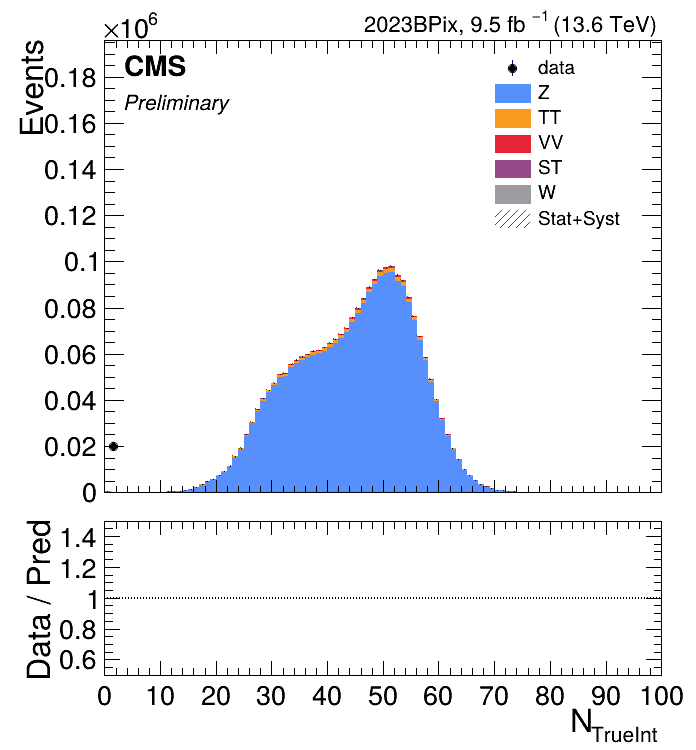 ×10⁶
2023BPix, 9.5 fb⁻¹ (13.6 TeV)
Events
CMS
Preliminary
data
Z
TT
VV
ST
W
Stat+Syst
0.18
0.16
0.14
0.12
0.1
0.08
0.06
0.04
0.02
0
Data / Pred
1.4
1.2
1
0.8
0.6
0 10 20 30 40 50 60 70 80 90 100
N_TrueInt